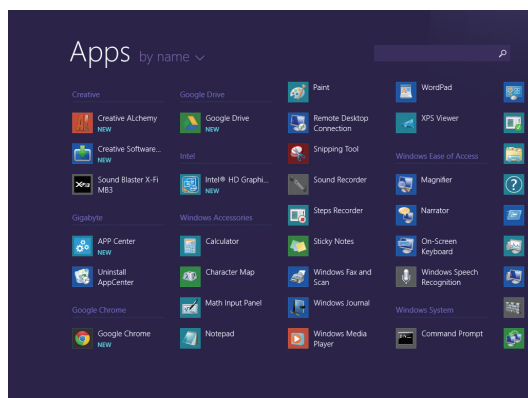 Apps by name
Creative
Creative ALchemy
NEW
Creative Software...
NEW
Sound Blaster X-Fi
MB3
Gigabyte
APP Center
NEW
Uninstall
AppCenter
Google Chrome
Google Chrome
NEW
Google Drive
Google Drive
NEW
Intel
Intel® HD Graphi...
NEW
Windows Accessories
Calculator
Character Map
Math Input Panel
Notepad
Paint
Remote Desktop
Connection
Snipping Tool
Sound Recorder
Steps Recorder
Sticky Notes
Windows Fax and
Scan
Windows Journal
Windows Media
Player
WordPad
XPS Viewer
Windows Ease of Access
Magnifier
Narrator
On-Screen
Keyboard
Windows Speech
Recognition
Windows System
Command Prompt